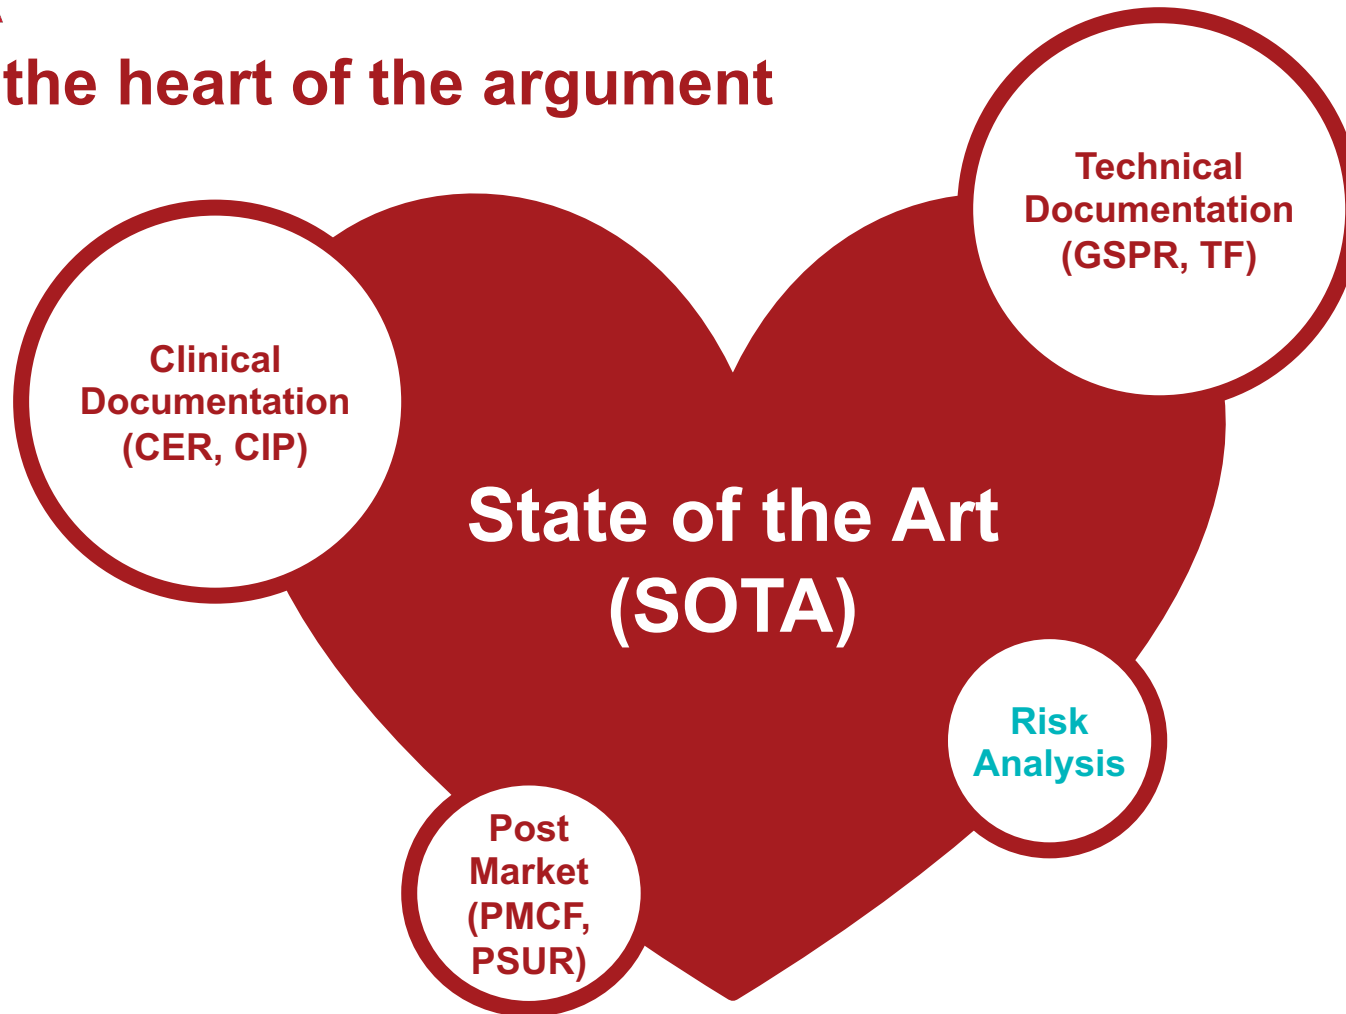 the heart of the argument
Technical
Documentation
(GSPR, TF)
Clinical
Documentation
(CER, CIP)
State of the Art
(SOTA)
Risk
Analysis
Post
Market
(PMCF,
PSUR)